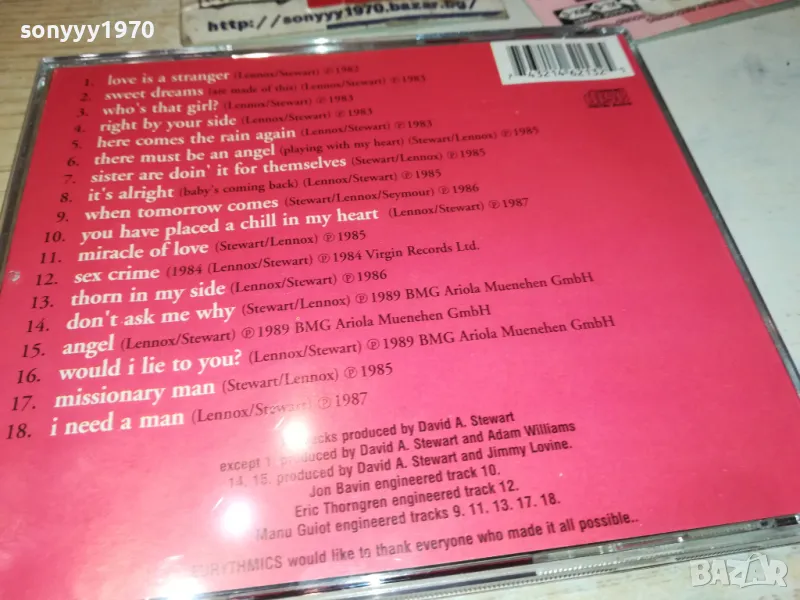 sonyyy1970
http://sonyyy1970.bazar.bg/
7 43214 62132 5
1. love is a stranger (Lennox/Stewart) ℗1983
2. sweet dreams (are made of this) (Lennox/Stewart) ℗1983
3. who's that girl? (Lennox/Stewart) ℗1983
4. right by your side (Lennox/Stewart) ℗1983
5. here comes the rain again (Lennox/Stewart) ℗1983
6. there must be an angel (playing with my heart) (Stewart/Lennox) ℗1985
7. sister are doin' it for themselves (Stewart/Lennox) ℗1985
8. it's alright (baby's coming back) (Lennox/Stewart) ℗1985
9. when tomorrow comes (Stewart/Lennox/Seymour) ℗1986
10. you have placed a chill in my heart (Lennox/Stewart) ℗1987
11. miracle of love (Stewart/Lennox) ℗1985
12. sex crime (1984 (Lennox/Stewart) ℗1984 Virgin Records Ltd.
13. thorn in my side (Lennox/Stewart) ℗1986
14. don't ask me why (Stewart/Lennox) ℗1989 BMG Ariola Muenehen GmbH
15. angel (Lennox/Stewart) ℗1989 BMG Ariola Muenehen GmbH
16. would i lie to you? (Lennox/Stewart) ℗1989 BMG Ariola Muenehen GmbH
17. missionary man (Stewart/Lennox) ℗1985
18. i need a man (Lennox/Stewart) ℗1987
produced by David A. Stewart
except 1. produced by David A. Stewart and Adam Williams
14, 15. produced by David A. Stewart and Jimmy Lovine.
Jon Bavin engineered track 10.
Eric Thorngren engineered track 12.
Manu Guiot engineered tracks 9. 11. 13. 17. 18.
EURYTHMICS would like to thank everyone who made it all possible..
BAZAR